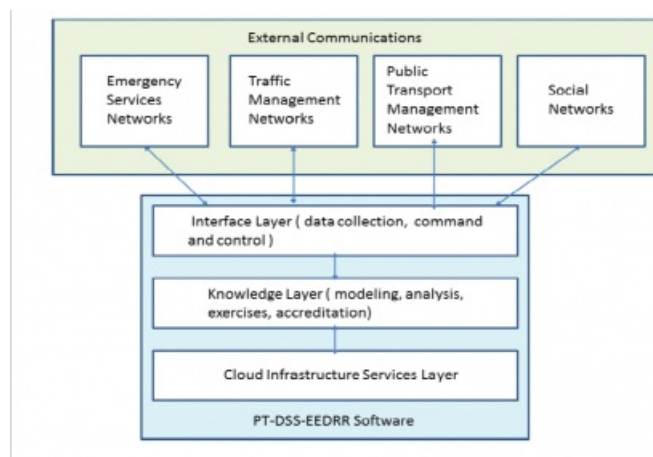 External Communications
Emergency
Services
Networks
Traffic
Management
Networks
Public
Transport
Management
Networks
Social
Networks
Interface Layer ( data collection, command
and control )
Knowledge Layer ( modeling, analysis,
exercises, accreditation)
Cloud Infrastructure Services Layer
PT-DSS-EEDRR Software